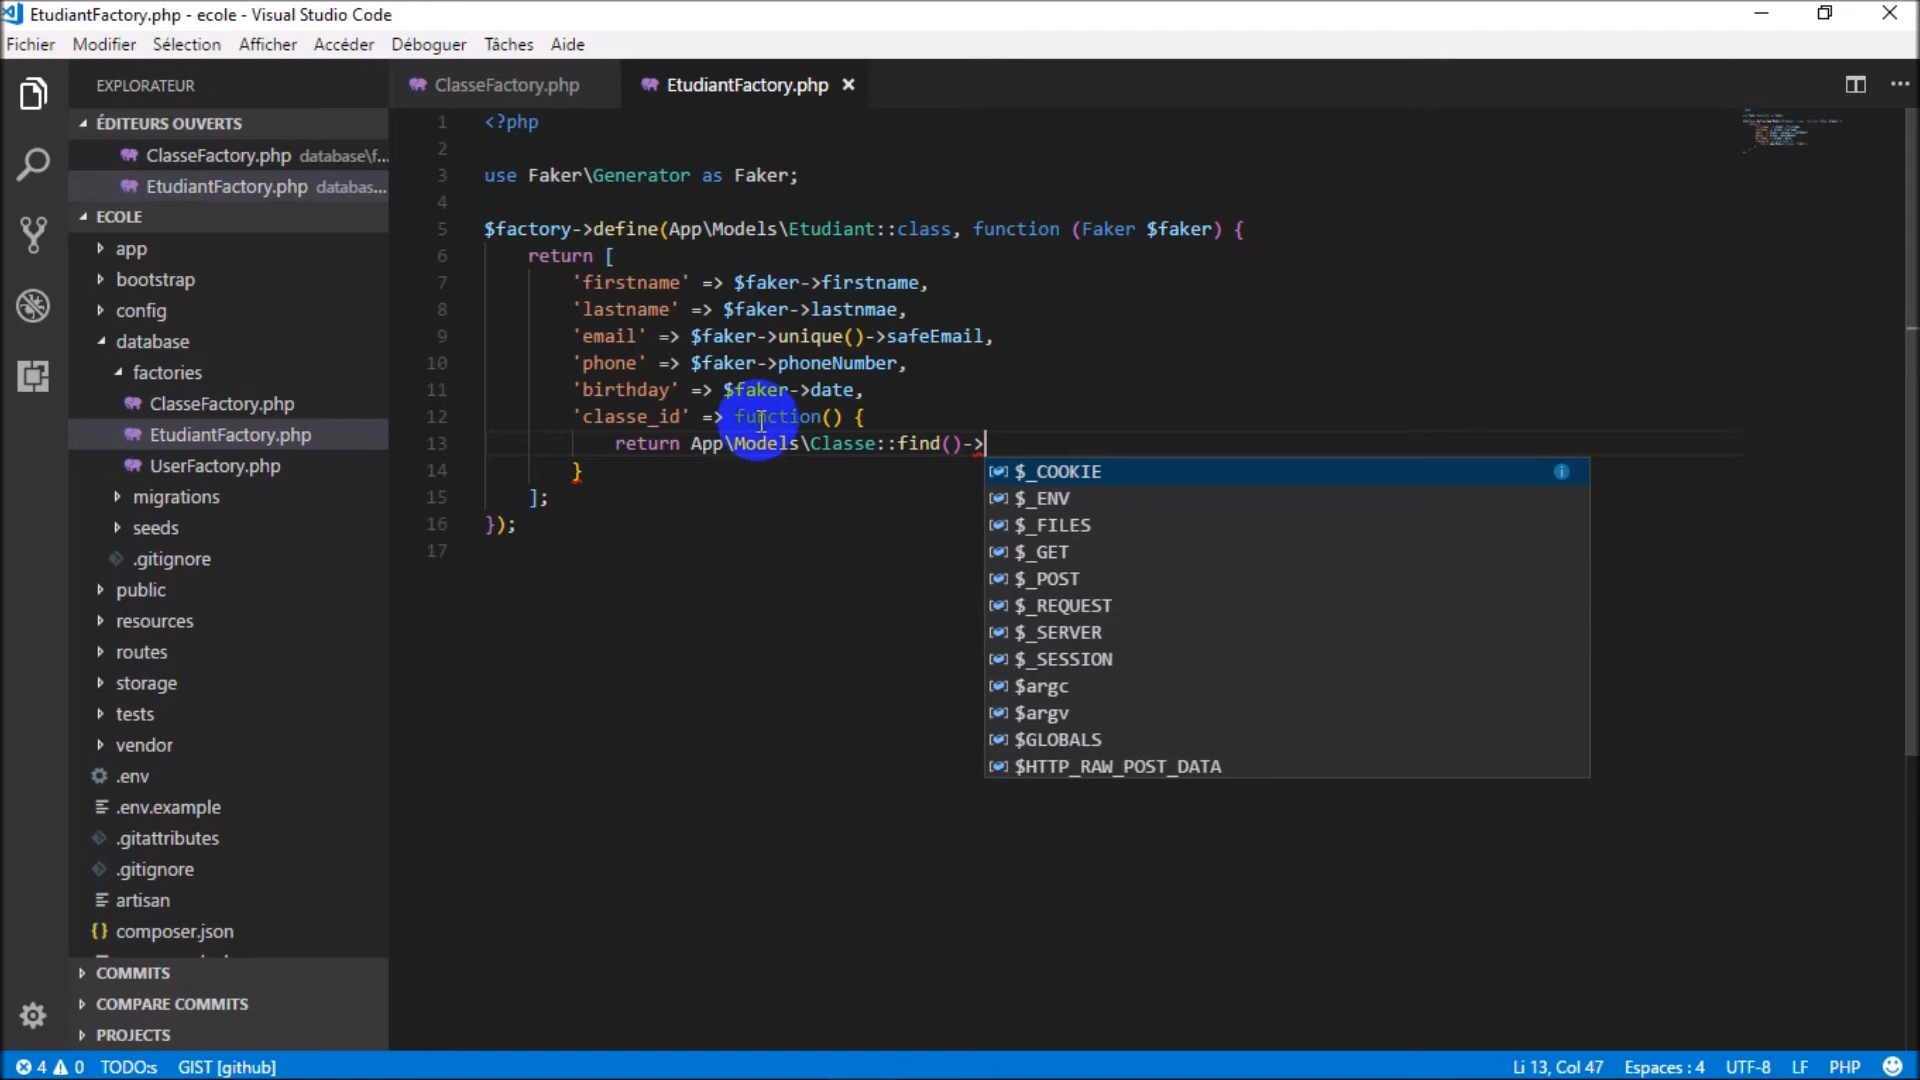 EtudiantFactory.php - ecole - Visual Studio Code
Fichier Modifier Sélection Afficher Accéder Déboguer Tâches Aide
EXPLORATEUR
ÉDITEURS OUVERTS
ClasseFactory.php database\f...
EtudiantFactory.php databas...
ECOLE
app
bootstrap
config
database
factories
ClasseFactory.php
EtudiantFactory.php
UserFactory.php
migrations
seeds
.gitignore
public
resources
routes
storage
tests
vendor
.env
.env.example
.gitattributes
.gitignore
artisan
composer.json
COMMITS
COMPARE COMMITS
PROJECTS
ClasseFactory.php EtudiantFactory.php
1 <?php
2
3 use Faker\Generator as Faker;
4
5 $factory->define(App\Models\Etudiant::class, function (Faker $faker) {
6 return [
7 'firstname' => $faker->firstname,
8 'lastname' => $faker->lastnmae,
9 'email' => $faker->unique()->safeEmail,
10 'phone' => $faker->phoneNumber,
11 'birthday' => $faker->date,
12 'classe_id' => function() {
13 return App\Models\Classe::find()->
14 }
15 ];
16 });
17
$_COOKIE
$_ENV
$_FILES
$_GET
$_POST
$_REQUEST
$_SERVER
$_SESSION
$argc
$argv
$GLOBALS
$HTTP_RAW_POST_DATA
4 0 TODO:s GIST [github] Li 13, Col 47 Espaces : 4 UTF-8 LF PHP